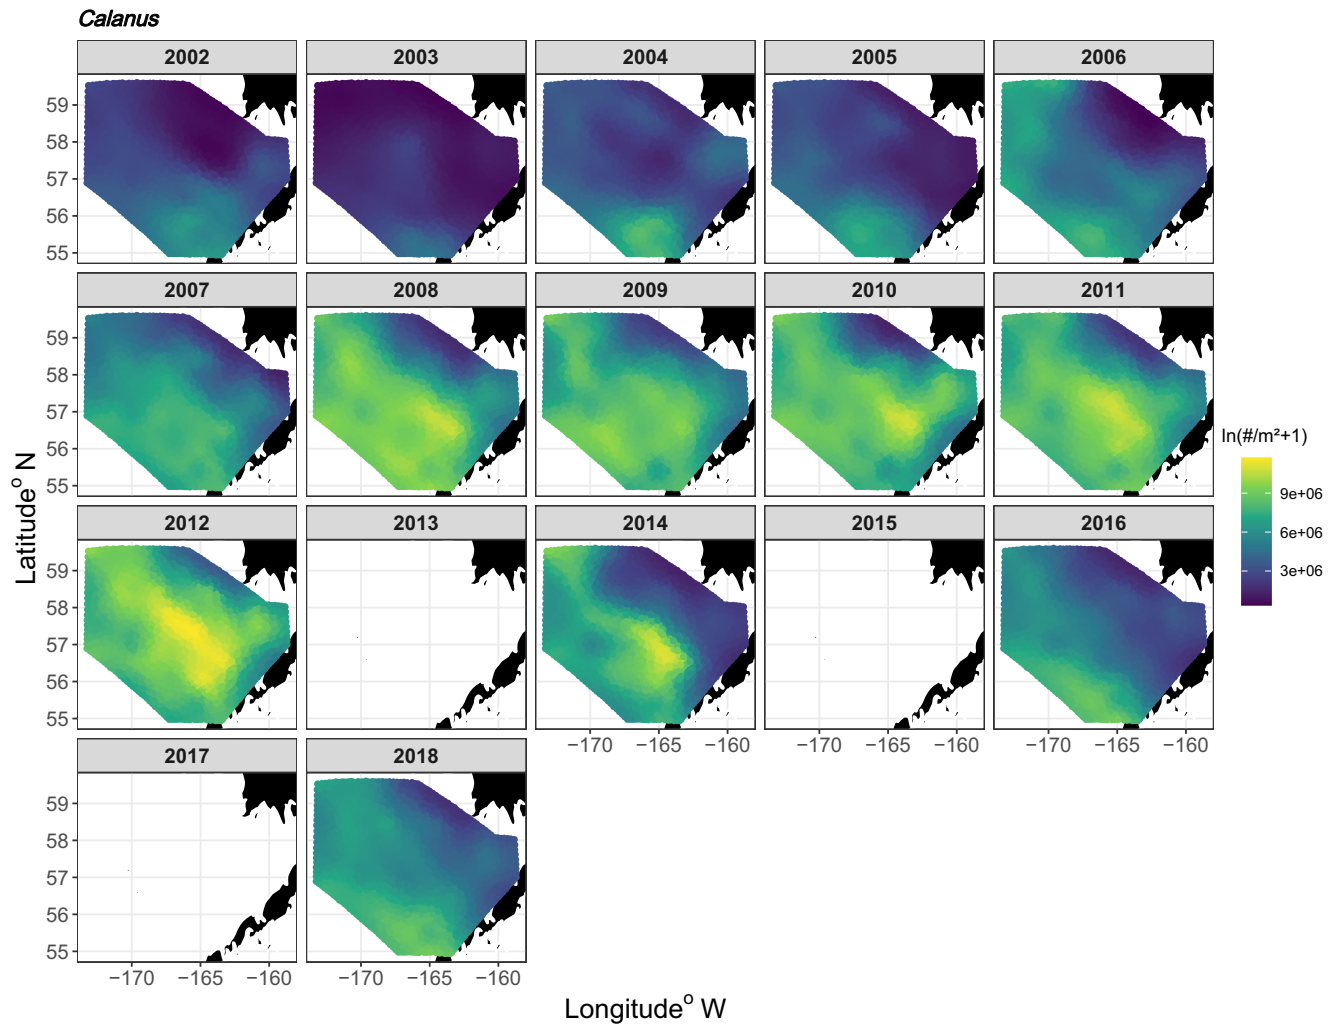 Calanus
2002 2003 2004 2005 2006
59
58
57
56
55
2007 2008 2009 2010 2011
59
58
57
56
55
ln(#/m²+1)
9e+06
6e+06
3e+06
Latitude° N
2012 2013 2014 2015 2016
59
58
57
56
55
−170 −165 −160 −170 −165 −160 −170 −165 −160
2017 2018
59
58
57
56
55
−170 −165 −160 −170 −165 −160
Longitude° W